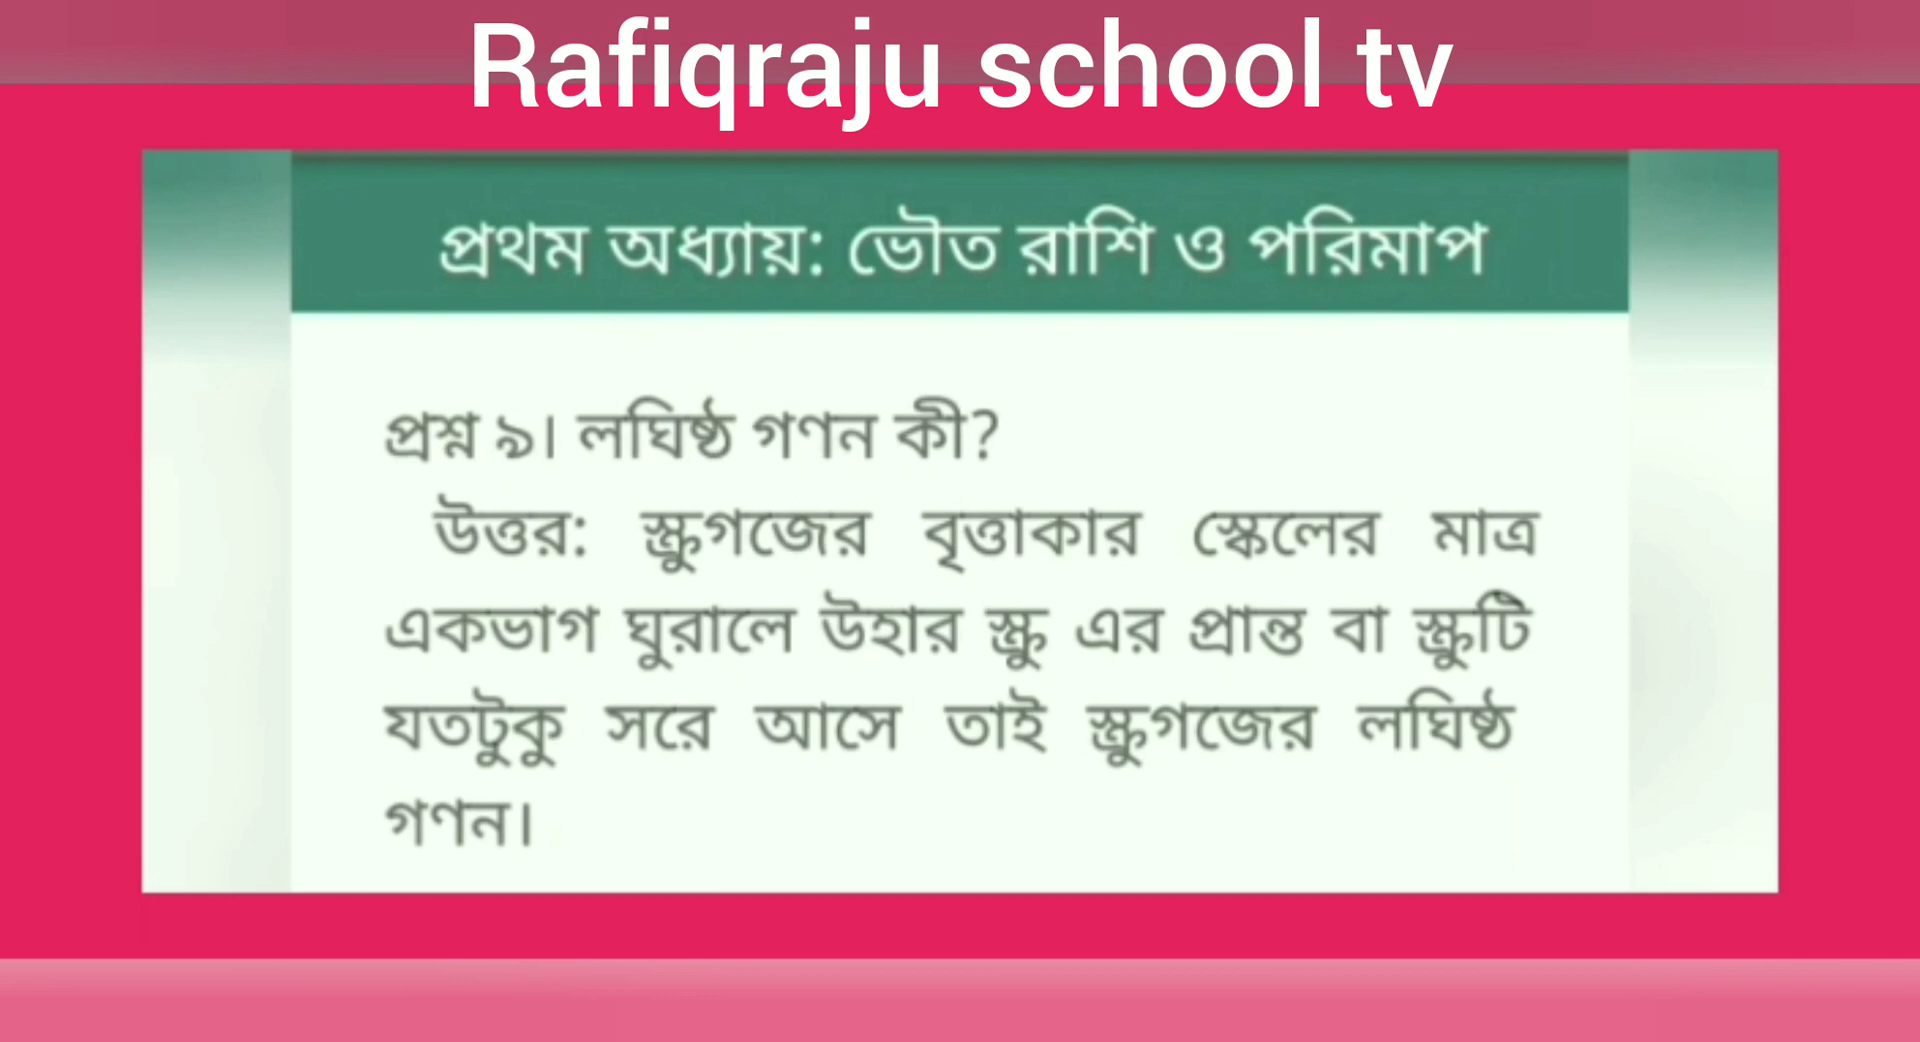 Rafiqraju school tv
প্রথম অধ্যায়: ভৌত রাশি ও পরিমাপ
প্রশ্ন ৯। লঘিষ্ঠ গণন কী?
উত্তর: স্ক্রুগজের বৃত্তাকার স্কেলের মাত্র
একভাগ ঘুরালে উহার স্ক্রু এর প্রান্ত বা স্ক্রুটি
যতটুকু সরে আসে তাই স্ক্রুগজের লঘিষ্ঠ
গণন।